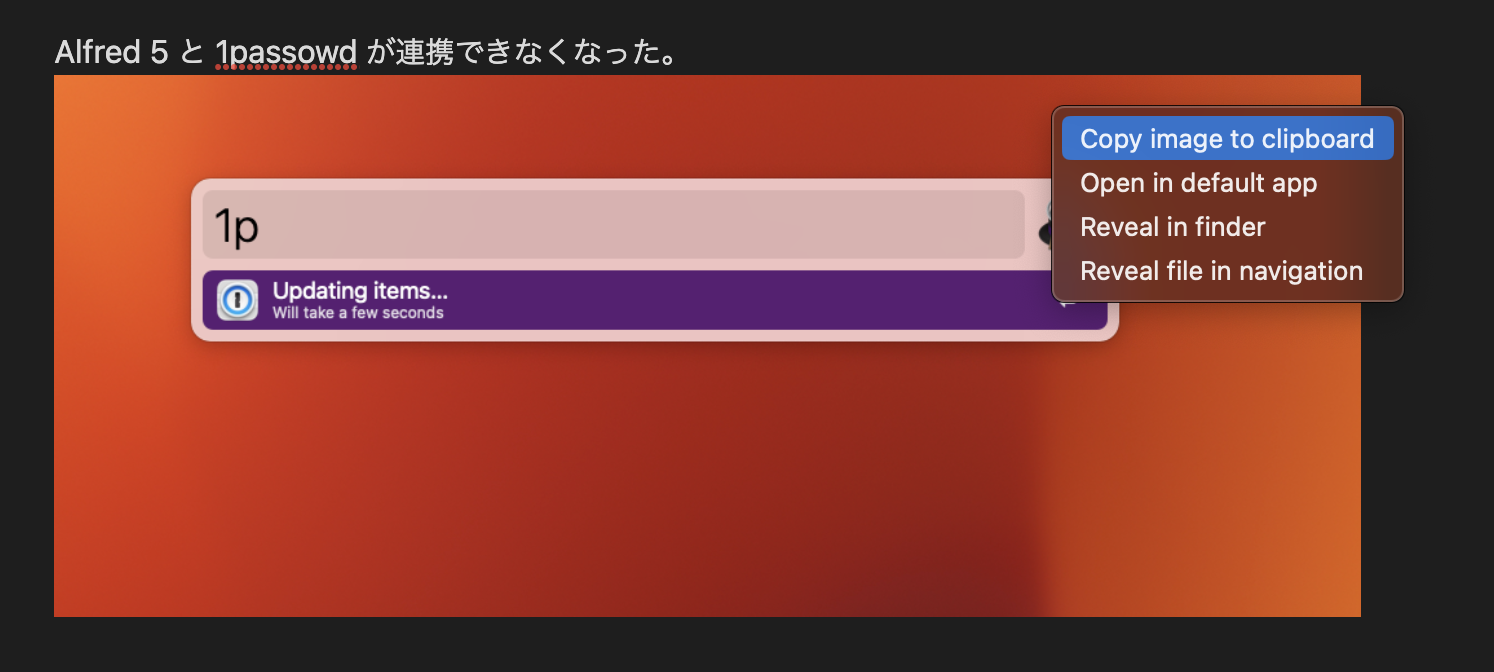 Alfred 5 と 1passowd が連携できなくなった。
Copy image to clipboard
Open in default app
Reveal in finder
Reveal file in navigation
1p
Updating items...
Will take a few seconds